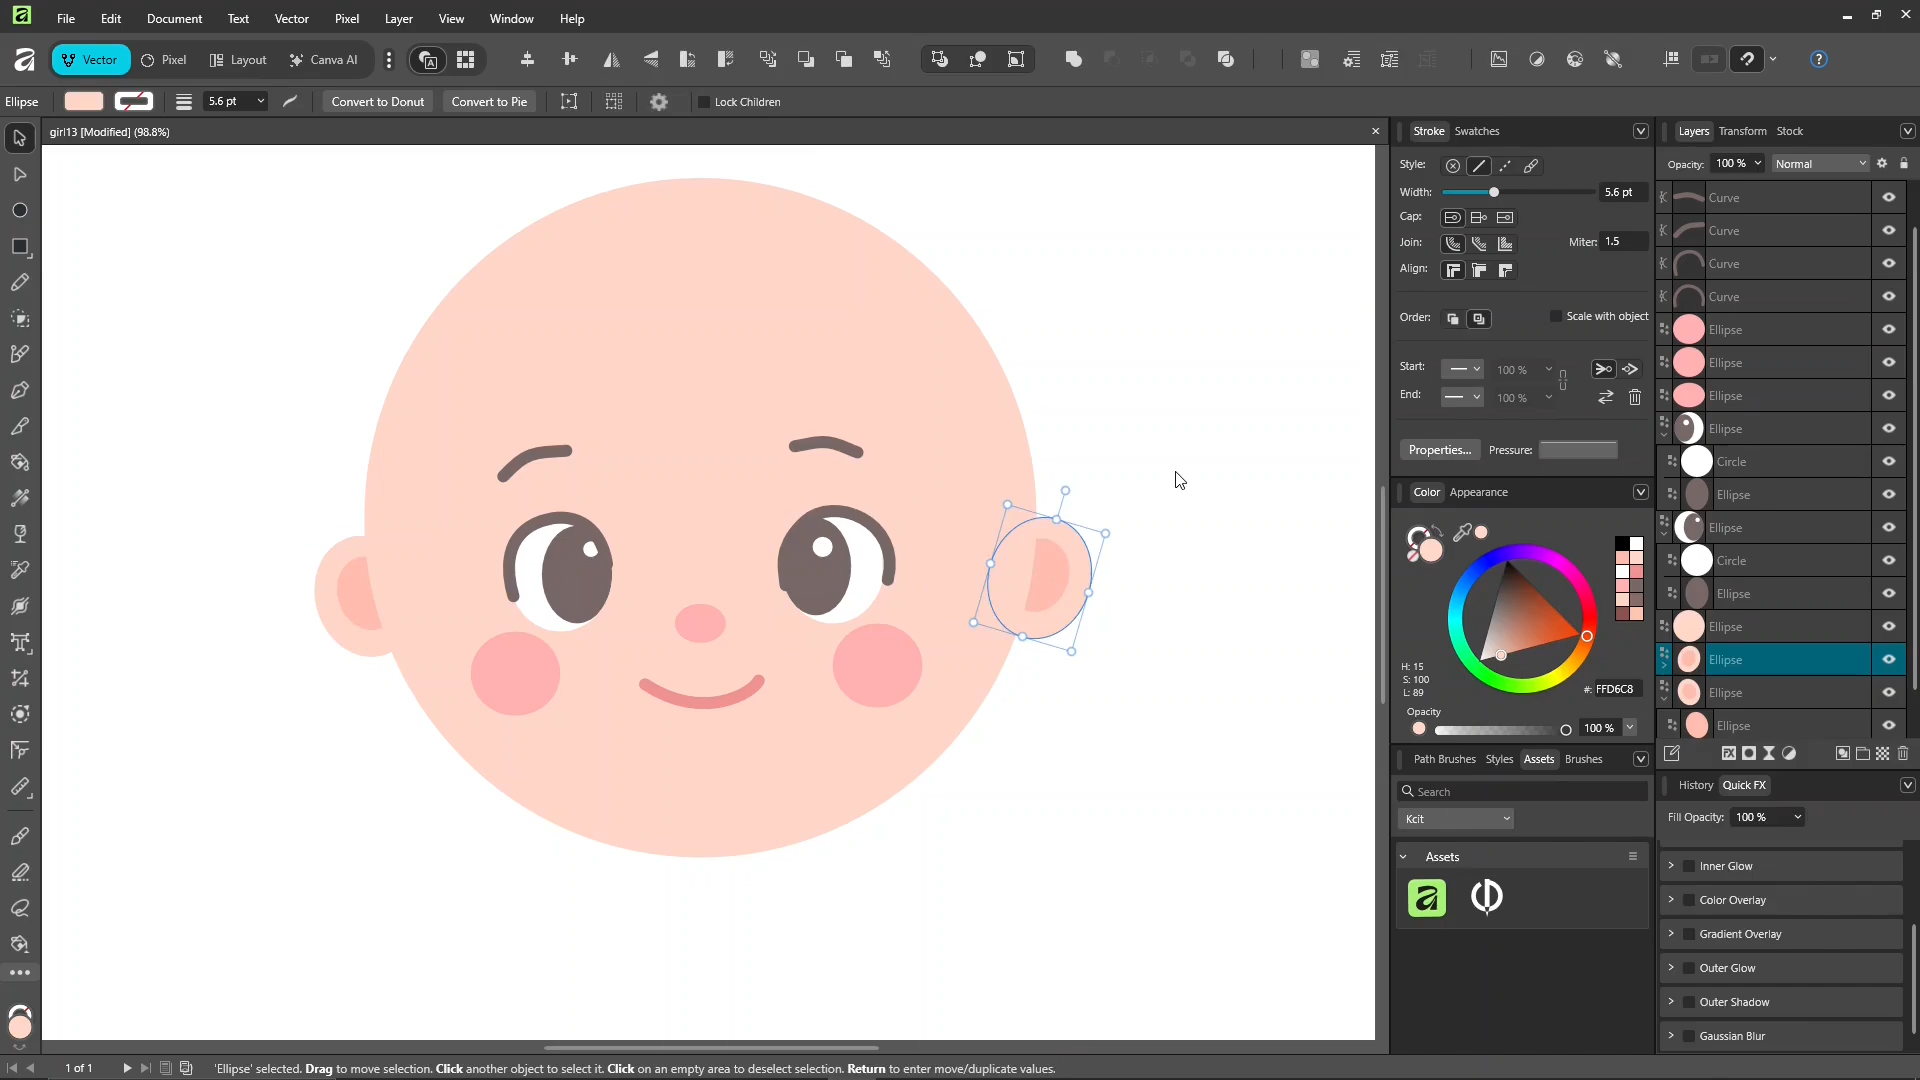 File Edit Document Text Vector Pixel Layer View Window Help
Vector Pixel Layout Canva AI
Ellipse 5.6 pt Convert to Donut Convert to Pie Lock Children
girl13 [Modified] (98.8%)
Stroke Swatches
Style:
Width: 5.6 pt
Cap:
Join: Miter: 1.5
Align:
Order: Scale with object
Start: 100 %
End: 100 %
Properties... Pressure:
Color Appearance
H: 15
S: 100
L: 89
#: FFD6C8
Opacity
100 %
Path Brushes Styles Assets Brushes
Search
Kcit
Assets
Layers Transform Stock
Opacity: 100 % Normal
Curve
Curve
Curve
Curve
Ellipse
Ellipse
Ellipse
Ellipse
Circle
Ellipse
Ellipse
Circle
Ellipse
Ellipse
Ellipse
Ellipse
Ellipse
History Quick FX
Fill Opacity: 100 %
Inner Glow
Color Overlay
Gradient Overlay
Outer Glow
Outer Shadow
Gaussian Blur
1 of 1 'Ellipse' selected. Drag to move selection. Click another object to select it. Click on an empty area to deselect selection. Return to enter move/duplicate values.